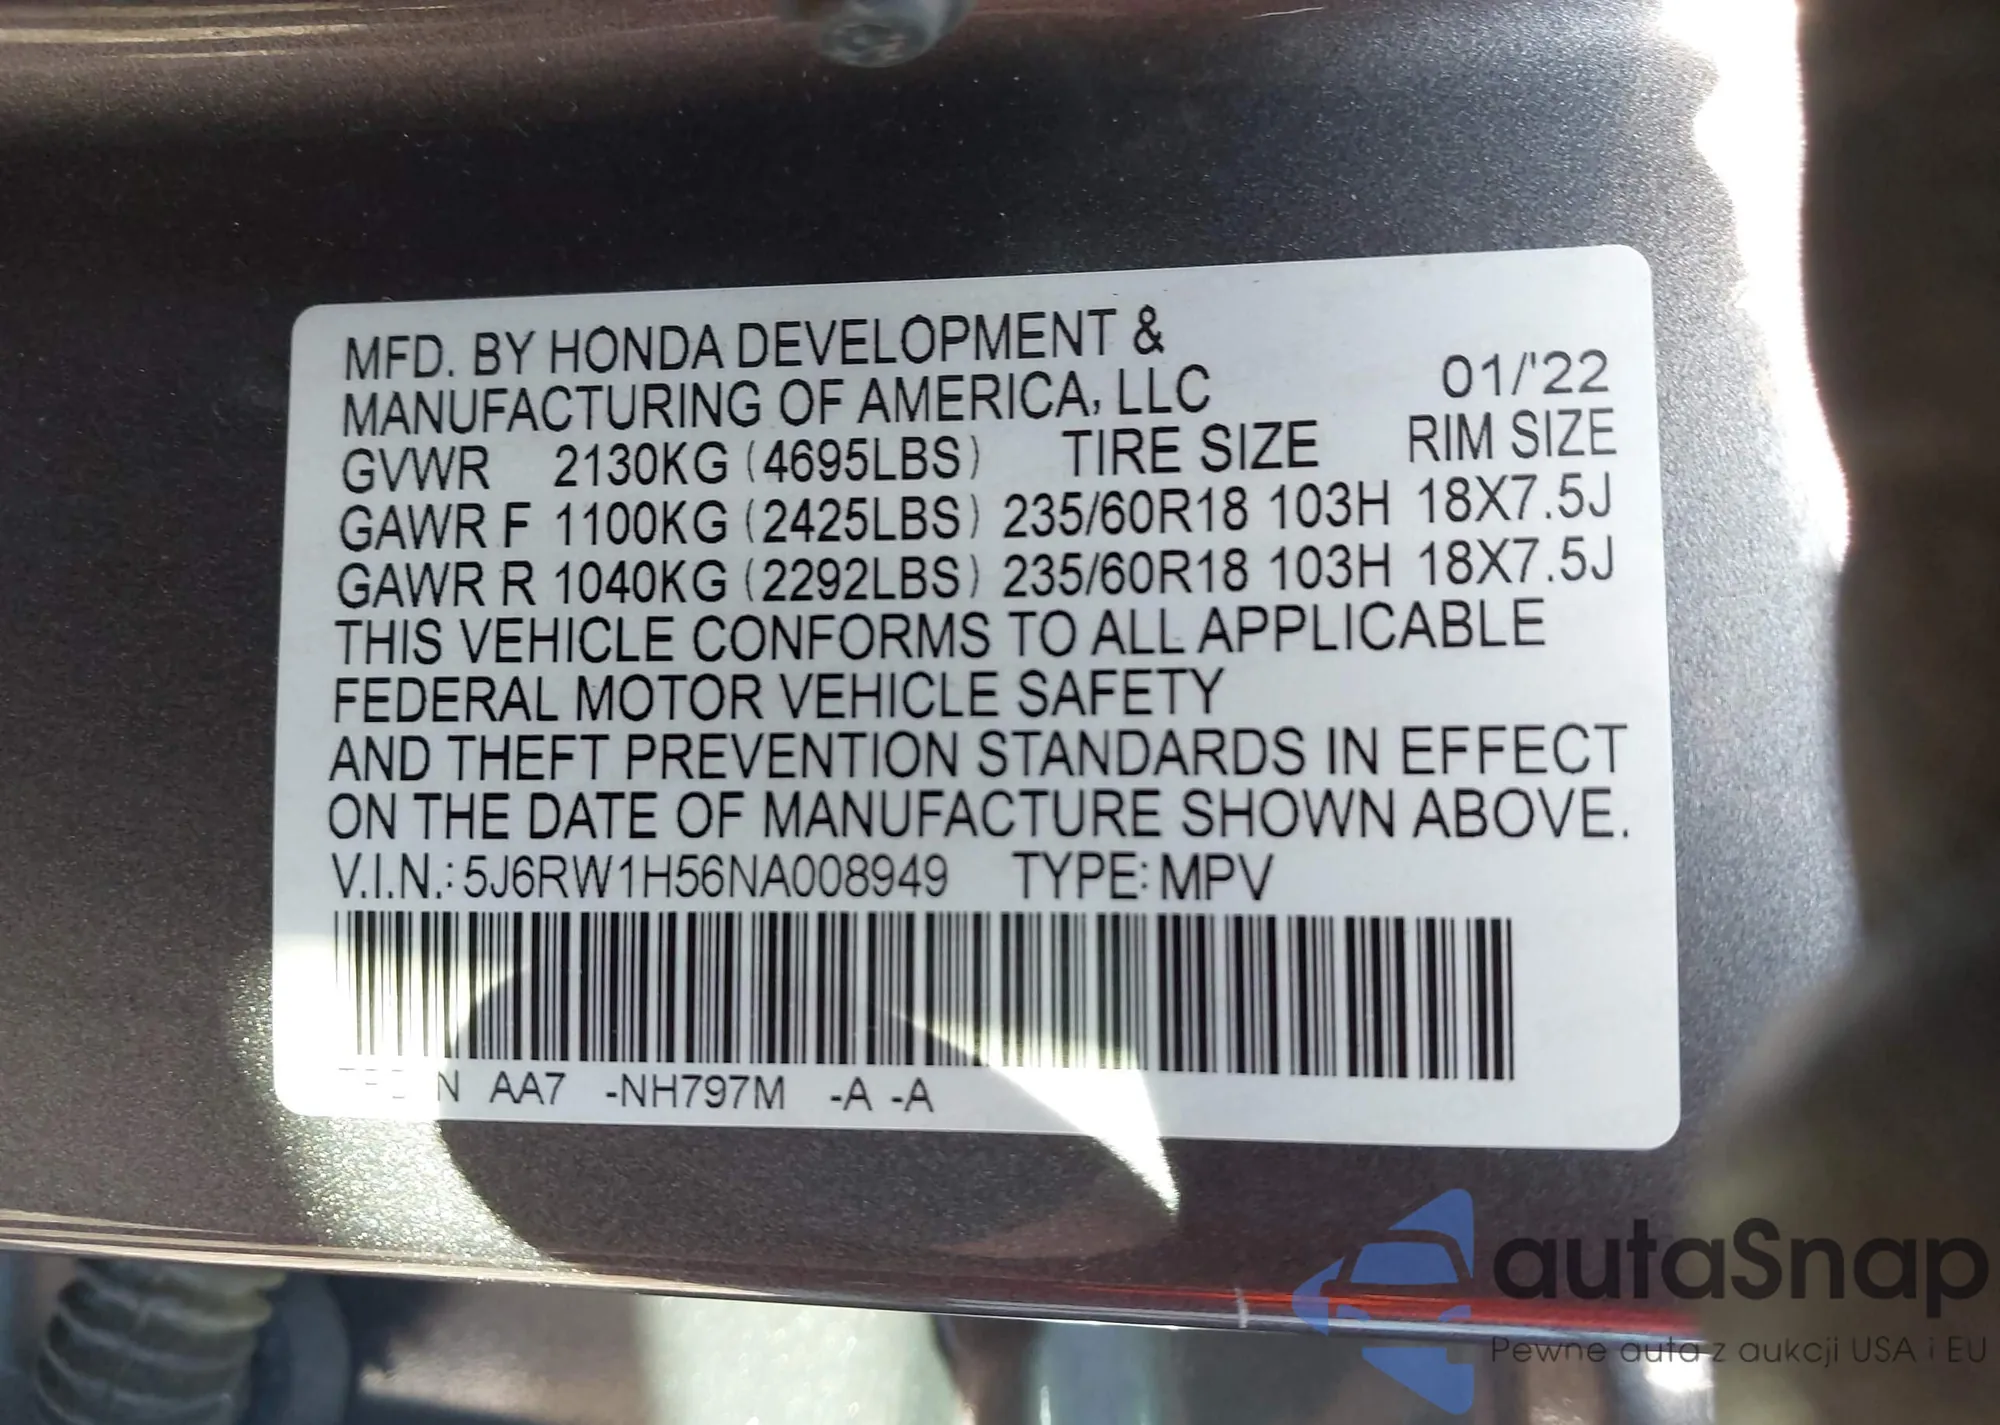 MFD. BY HONDA DEVELOPMENT &
MANUFACTURING OF AMERICA, LLC 01/'22
GVWR 2130KG (4695LBS) TIRE SIZE RIM SIZE
GAWR F 1100KG (2425LBS) 235/60R18 103H 18X7.5J
GAWR R 1040KG (2292LBS) 235/60R18 103H 18X7.5J
THIS VEHICLE CONFORMS TO ALL APPLICABLE
FEDERAL MOTOR VEHICLE SAFETY
AND THEFT PREVENTION STANDARDS IN EFFECT
ON THE DATE OF MANUFACTURE SHOWN ABOVE.
V.I.N.: 5J6RW1H56NA008949 TYPE: MPV
AA7 -NH797M -A -A
autaSnap
Pewne auta z aukcji USA i EU